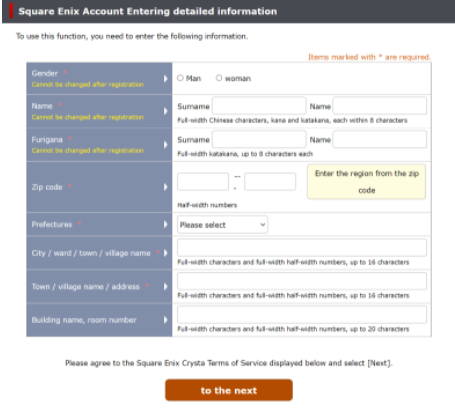 Square Enix Account Entering detailed information
To use this function, you need to enter the following information.
Items marked with * are required.
Gender *
Cannot be changed after registration
Man woman
Name *
Cannot be changed after registration
Surname Name
Full-width Chinese characters, kana and katakana, each within 8 characters
Furigana *
Cannot be changed after registration
Surname Name
Full-width katakana, up to 8 characters each
Zip code *
--
Enter the region from the zip
code
Half-width numbers
Prefectures *
Please select
City / ward / town / village name *
Full-width characters and full-width half-width numbers, up to 16 characters
Town / village name / address *
Full-width characters and full-width half-width numbers, up to 16 characters
Building name, room number
Full-width characters and full-width half-width numbers, up to 20 characters
Please agree to the Square Enix Crysta Terms of Service displayed below and select [Next].
to the next